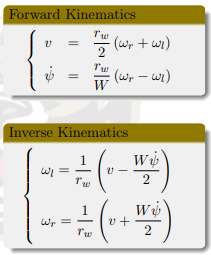 Forward Kinematics
v = r_w/2 (ω_r + ω_l)
ψ̇ = r_w/W (ω_r − ω_l)
Inverse Kinematics
ω_l = 1/r_w (v − Wψ̇/2)
ω_r = 1/r_w (v + Wψ̇/2)